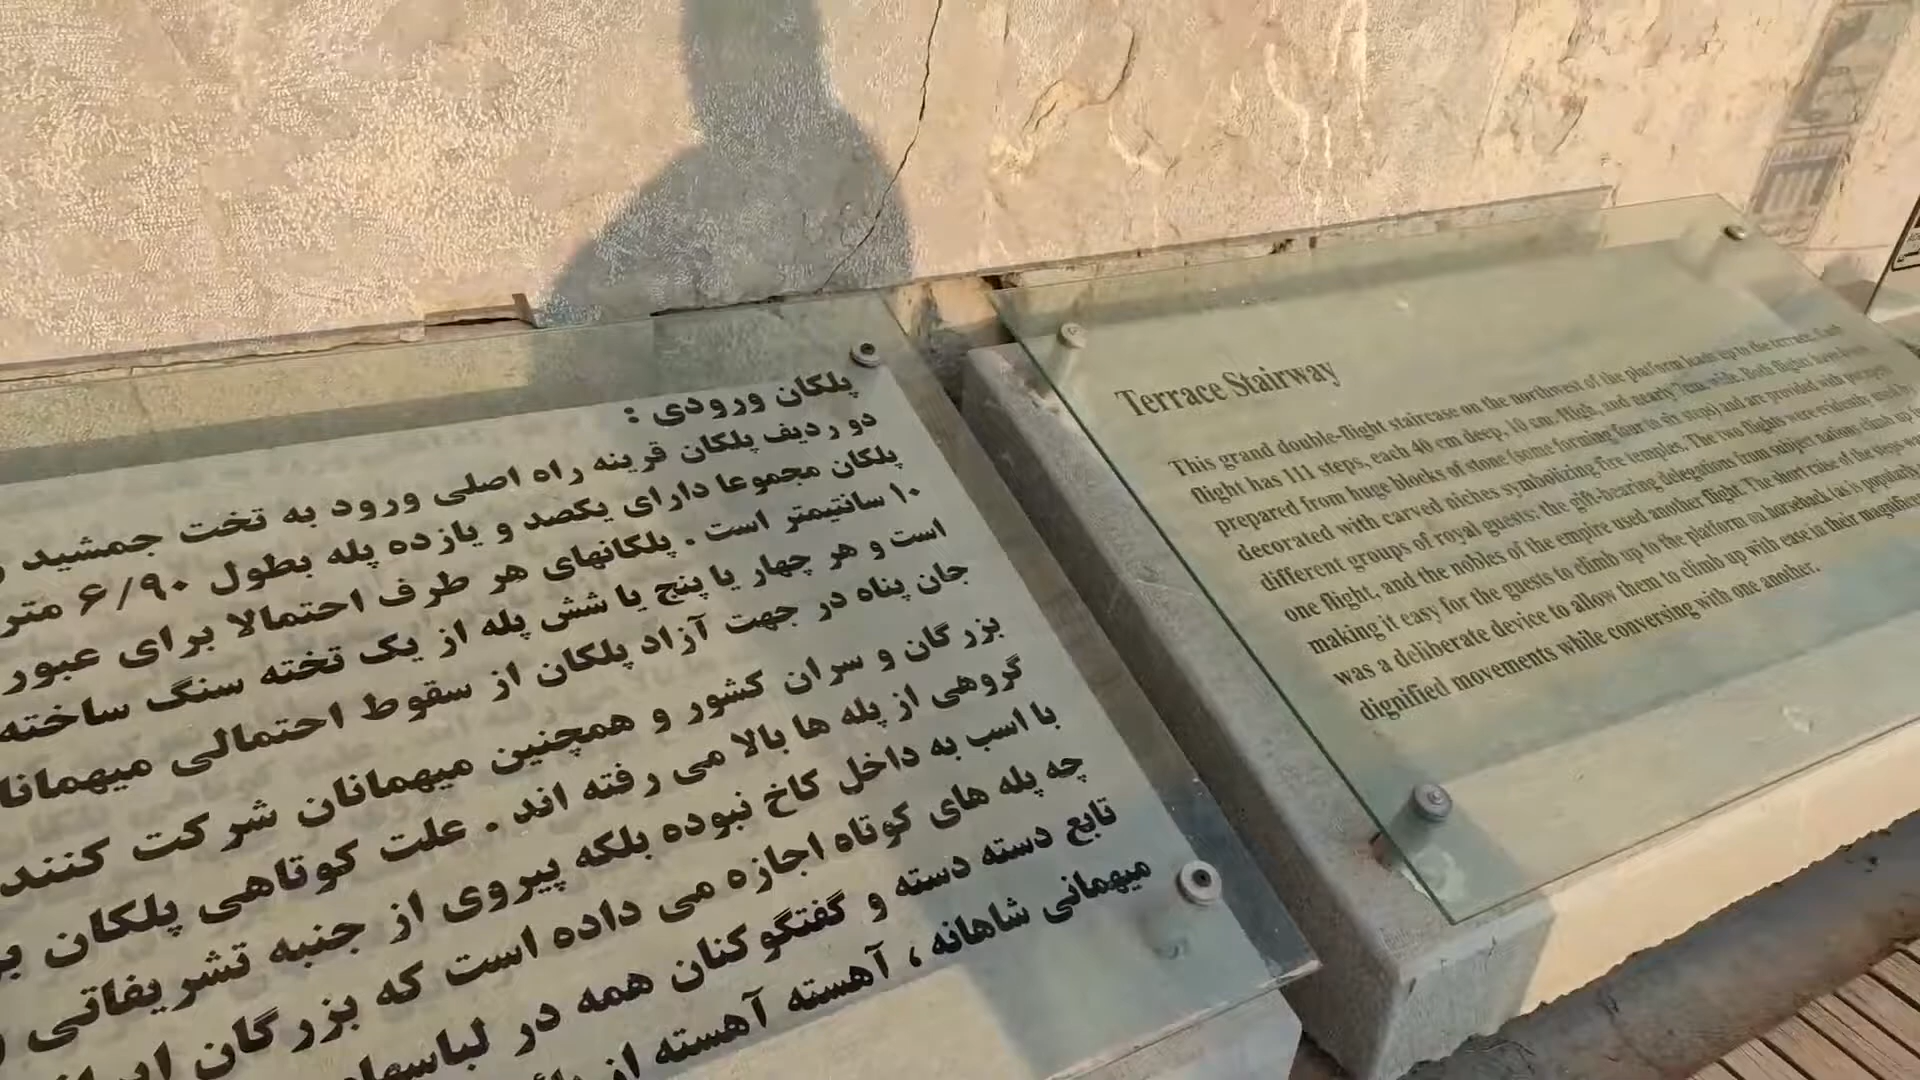 پلکان ورودی :
دو ردیف پلکان قرینه راه اصلی ورود به تخت جمشید
پلکان مجموعا دارای یکصد و یازده پله بطول ۶/۹۰ متر
۱۰ سانتیمتر است . پلکانهای هر طرف احتمالا برای عبور
است و هر چهار یا پنج یا شش پله از یک تخته سنگ ساخته
جان پناه در جهت آزاد پلکان از سقوط احتمالی
بزرگان و سران کشور و همچنین میهمانان شرکت کننده
گروهی از پله ها بالا می رفته اند . علت کوتاهی پلکان
با اسب به داخل کاخ نبوده بلکه پیروی از جنبه تشریفاتی
چه پله های کوتاه اجازه می داده است که بزرگان
تابع دسته دسته و گفتگو کنان همه در
میهمانی شاهانه ، آهسته آهسته از
Terrace Stairway
This grand double-flight staircase on the northwest of the platform leads up to the terrace. Each
flight has 111 steps, each 40 cm deep, 10 cm. High, and nearly 7cm. wide. Both flights have been
prepared from huge blocks of stone (some forming four to six steps) and are provided with parapets
decorated with carved niches symbolizing fire temples. The two flights were evidently used by
different groups of royal guests: the gift-bearing delegations from subject nations climb up
one flight, and the nobles of the empire used another flight. The short raise of the steps was
making it easy for the guests to climb up to the platform on horseback (as is popularly
was a deliberate device to allow them to climb up with ease in their
dignified movements while conversing with one another.